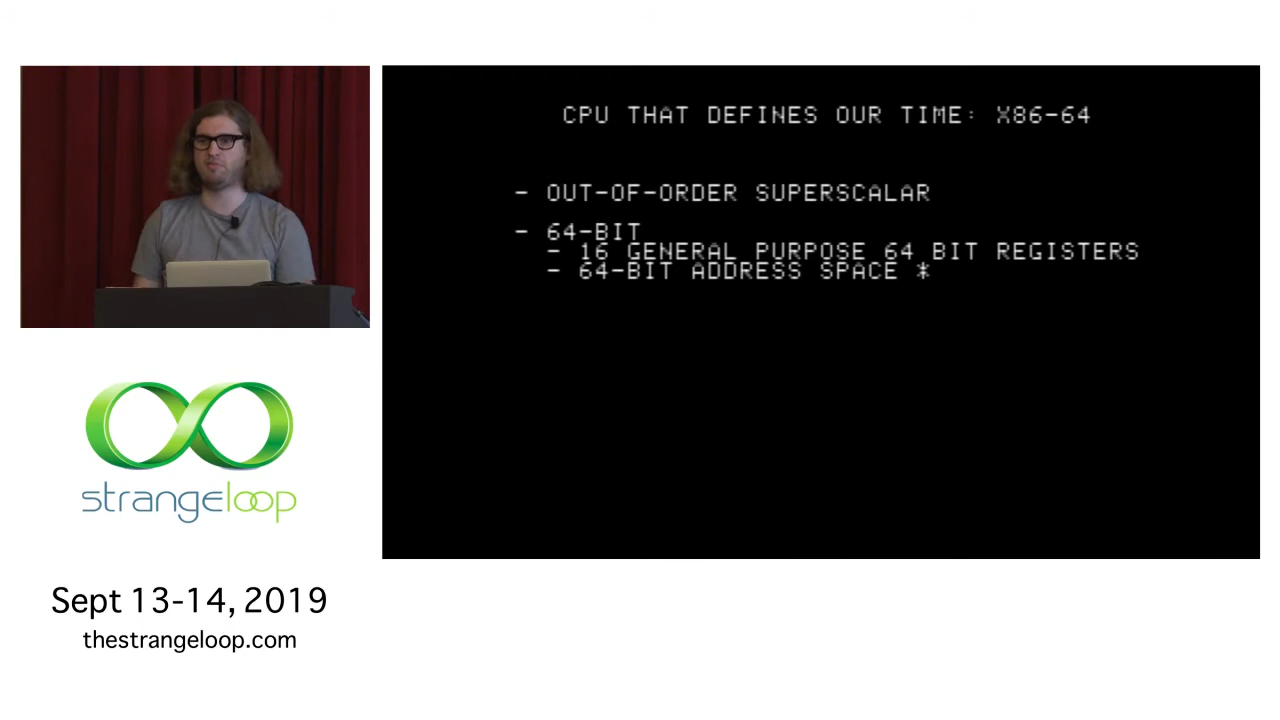 CPU THAT DEFINES OUR TIME: X86-64
- OUT-OF-ORDER SUPERSCALAR
- 64-BIT
- 16 GENERAL PURPOSE 64 BIT REGISTERS
- 64-BIT ADDRESS SPACE *
strangeloop
Sept 13-14, 2019
thestrangeloop.com